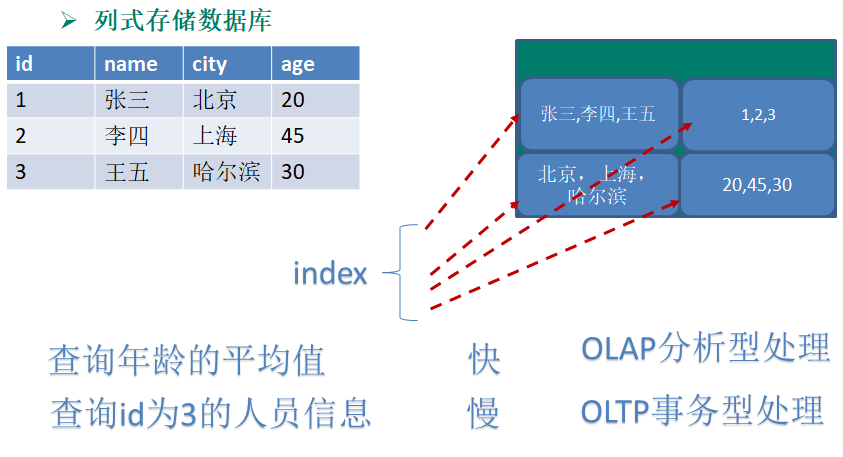 列式存储数据库
id name city age
1 张三 北京 20
2 李四 上海 45
3 王五 哈尔滨 30
张三,李四,王五 1,2,3
北京，上海，
哈尔滨
20,45,30
index
查询年龄的平均值 快 OLAP分析型处理
查询id为3的人员信息 慢 OLTP事务型处理